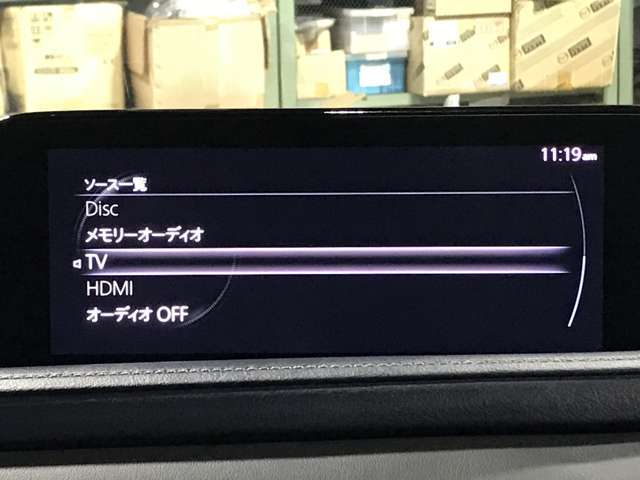 11:19am
ソース一覧
Disc
メモリーオーディオ
TV
HDMI
オーディオ OFF